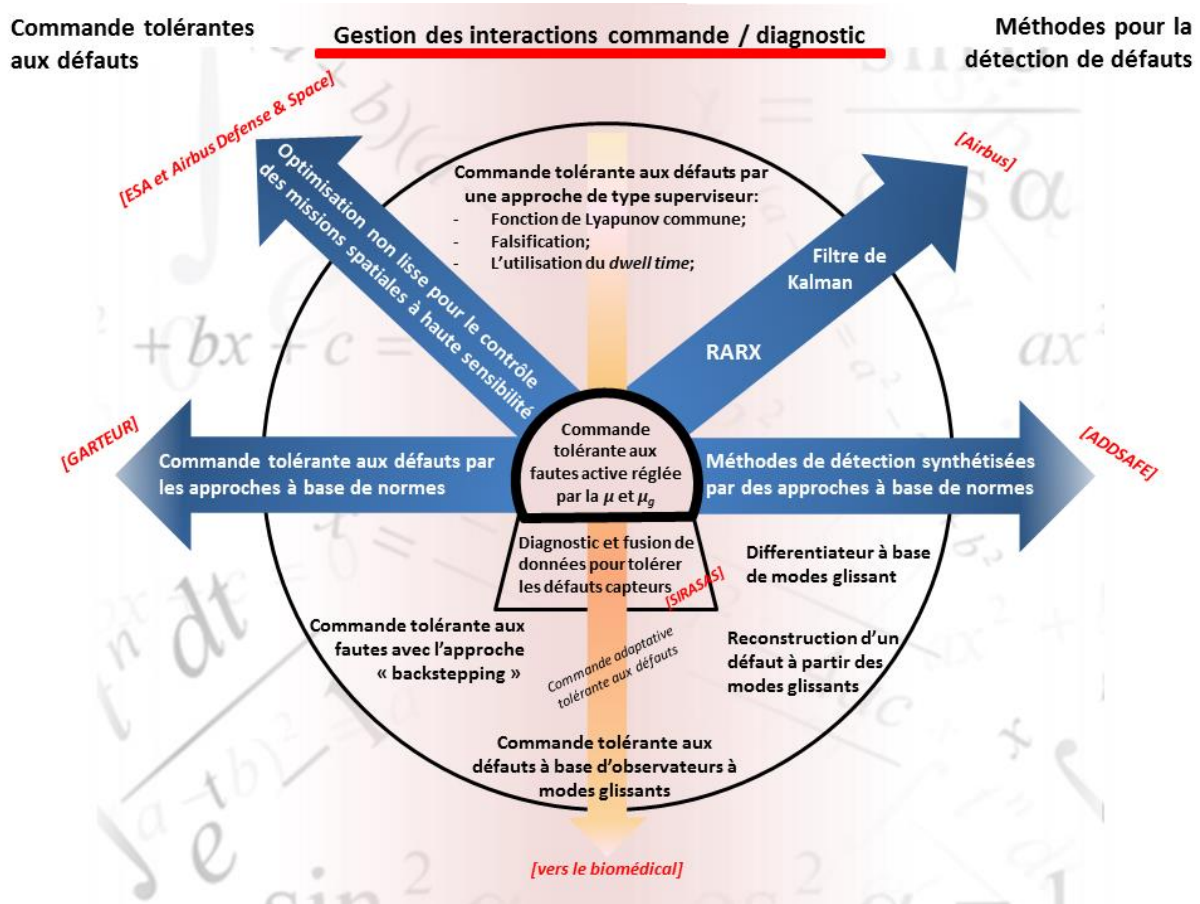 Commande tolérantes
aux défauts
Gestion des interactions commande / diagnostic
Méthodes pour la
détection de défauts
[ESA et Airbus Defense & Space]
Optimisation non lisse pour le contrôle
des missions spatiales à haute sensibilité
Commande tolérante aux défauts par
une approche de type superviseur:
- Fonction de Lyapunov commune;
- Falsification;
- L'utilisation du dwell time;
[Airbus]
Filtre de
Kalman
RARX
[GARTEUR]
Commande tolérante aux défauts par
les approches à base de normes
Commande
tolérante aux
fautes active réglée
par la μ et μg
Méthodes de détection synthétisées
par des approches à base de normes
[ADDSAFE]
Diagnostic et fusion de
données pour tolérer
les défauts capteurs
[SIRASAS]
Differentiateur à base
de modes glissant
Commande tolérante aux
fautes avec l'approche
« backstepping »
Commande adaptative
tolérante aux défauts
Reconstruction d'un
défaut à partir des
modes glissants
Commande tolérante aux
défauts à base d'observateurs à
modes glissants
[vers le biomédical]
+ bx + c =
ax²